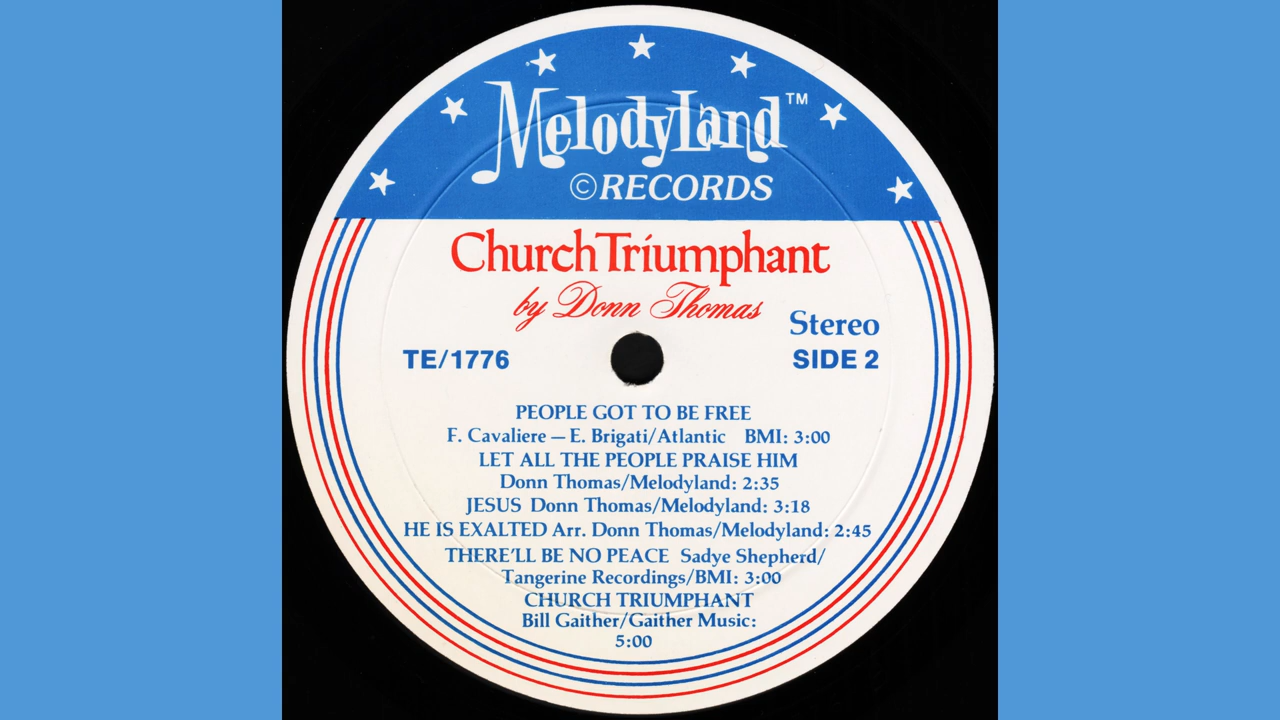 MelodyLand™
©RECORDS
Church Triumphant
by Donn Thomas
Stereo
TE/1776 SIDE 2
PEOPLE GOT TO BE FREE
F. Cavaliere — E. Brigati/Atlantic BMI: 3:00
LET ALL THE PEOPLE PRAISE HIM
Donn Thomas/Melodyland: 2:35
JESUS Donn Thomas/Melodyland: 3:18
HE IS EXALTED Arr. Donn Thomas/Melodyland: 2:45
THERE'LL BE NO PEACE Sadye Shepherd/
Tangerine Recordings/BMI: 3:00
CHURCH TRIUMPHANT
Bill Gaither/Gaither Music:
5:00